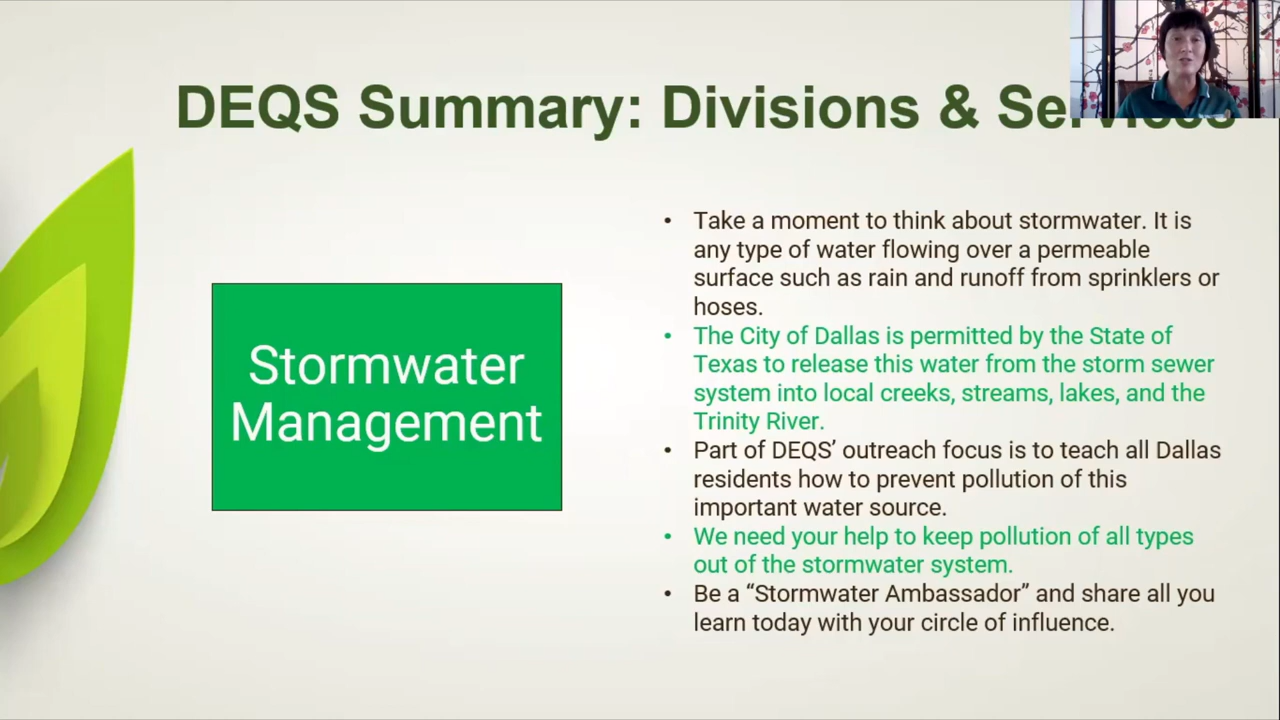 DEQS Summary: Divisions & Services
Stormwater
Management
• Take a moment to think about stormwater. It is
any type of water flowing over a permeable
surface such as rain and runoff from sprinklers or
hoses.
• The City of Dallas is permitted by the State of
Texas to release this water from the storm sewer
system into local creeks, streams, lakes, and the
Trinity River.
• Part of DEQS’ outreach focus is to teach all Dallas
residents how to prevent pollution of this
important water source.
• We need your help to keep pollution of all types
out of the stormwater system.
• Be a “Stormwater Ambassador” and share all you
learn today with your circle of influence.